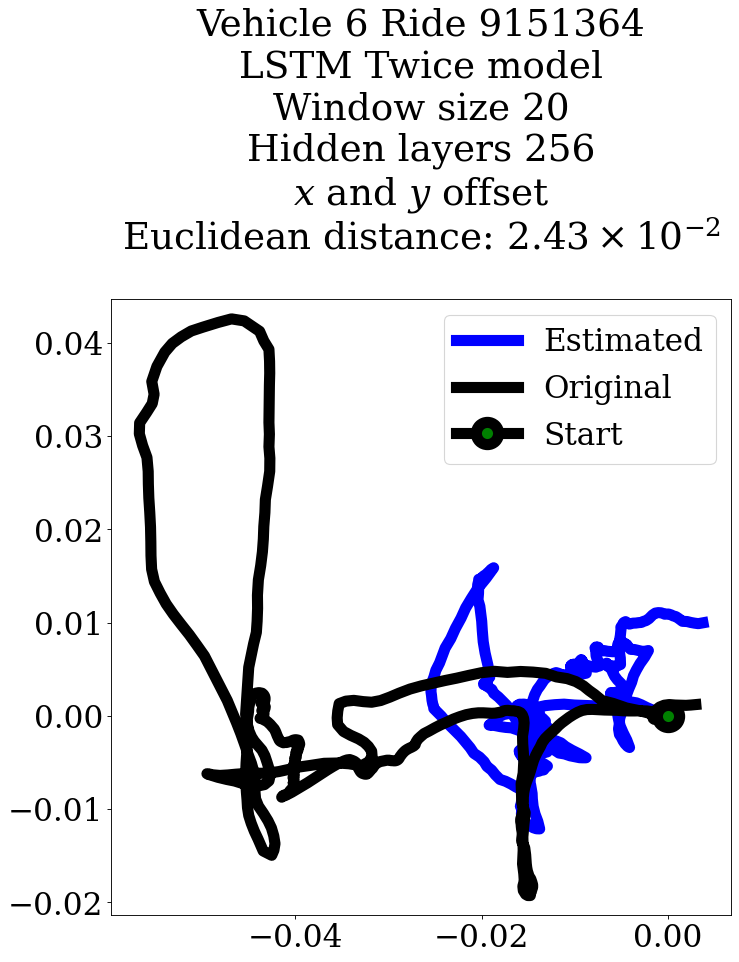 Vehicle 6 Ride 9151364
LSTM Twice model
Window size 20
Hidden layers 256
x and y offset
Euclidean distance: 2.43 × 10⁻²
Estimated
Original
Start
0.04
0.03
0.02
0.01
0.00
−0.01
−0.02
−0.04 −0.02 0.00